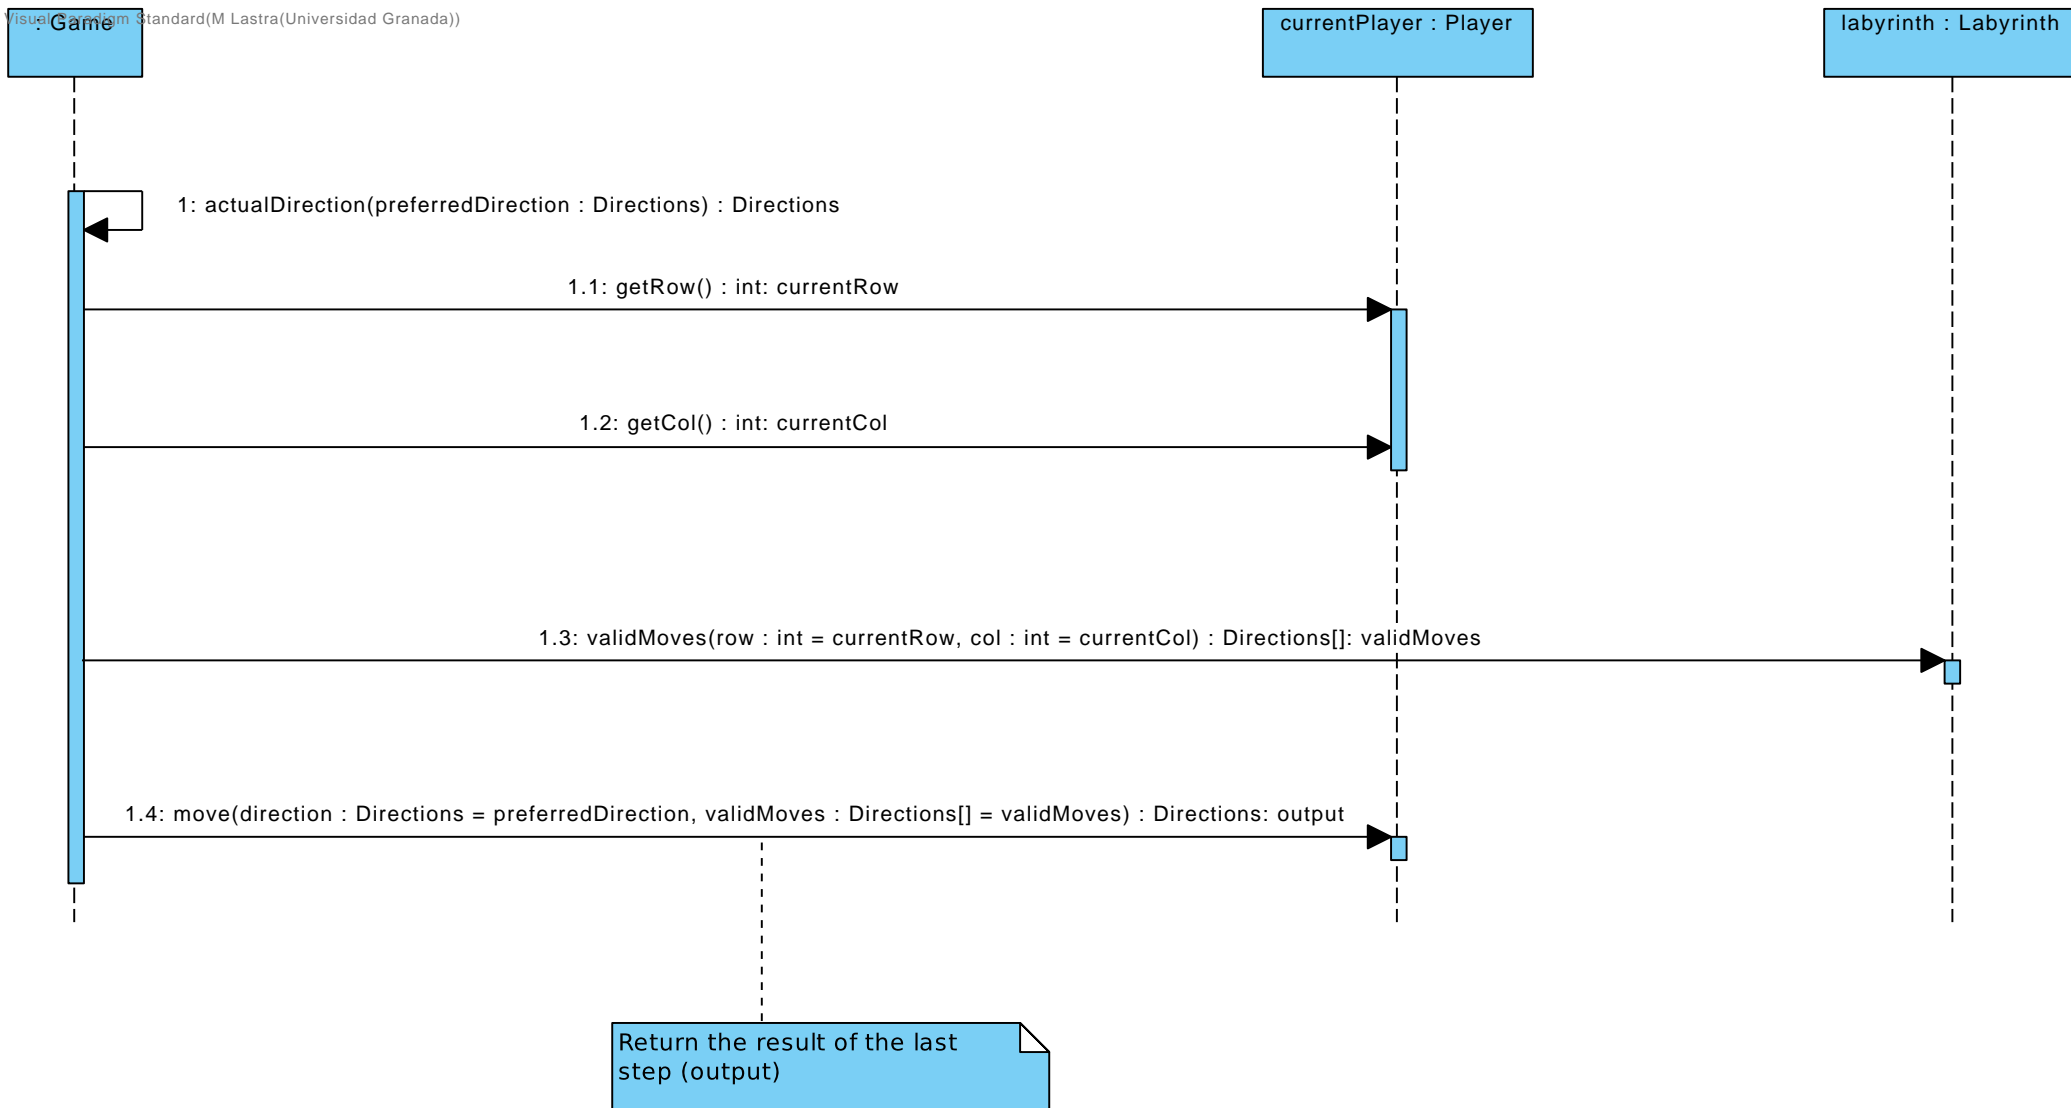 Visual Paradigm Standard(M Lastra(Universidad Granada))
: Game
currentPlayer : Player
labyrinth : Labyrinth
1: actualDirection(preferredDirection : Directions) : Directions
1.1: getRow() : int: currentRow
1.2: getCol() : int: currentCol
1.3: validMoves(row : int = currentRow, col : int = currentCol) : Directions[]: validMoves
1.4: move(direction : Directions = preferredDirection, validMoves : Directions[] = validMoves) : Directions: output
Return the result of the last
step (output)